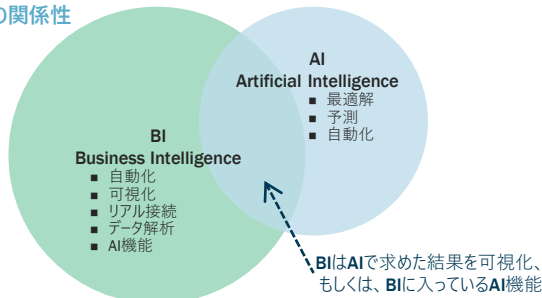 の関係性
AI
Artificial Intelligence
■ 最適解
■ 予測
■ 自動化
BI
Business Intelligence
■ 自動化
■ 可視化
■ リアル接続
■ データ解析
■ AI機能
BIはAIで求めた結果を可視化、
もしくは、BIに入っているAI機能